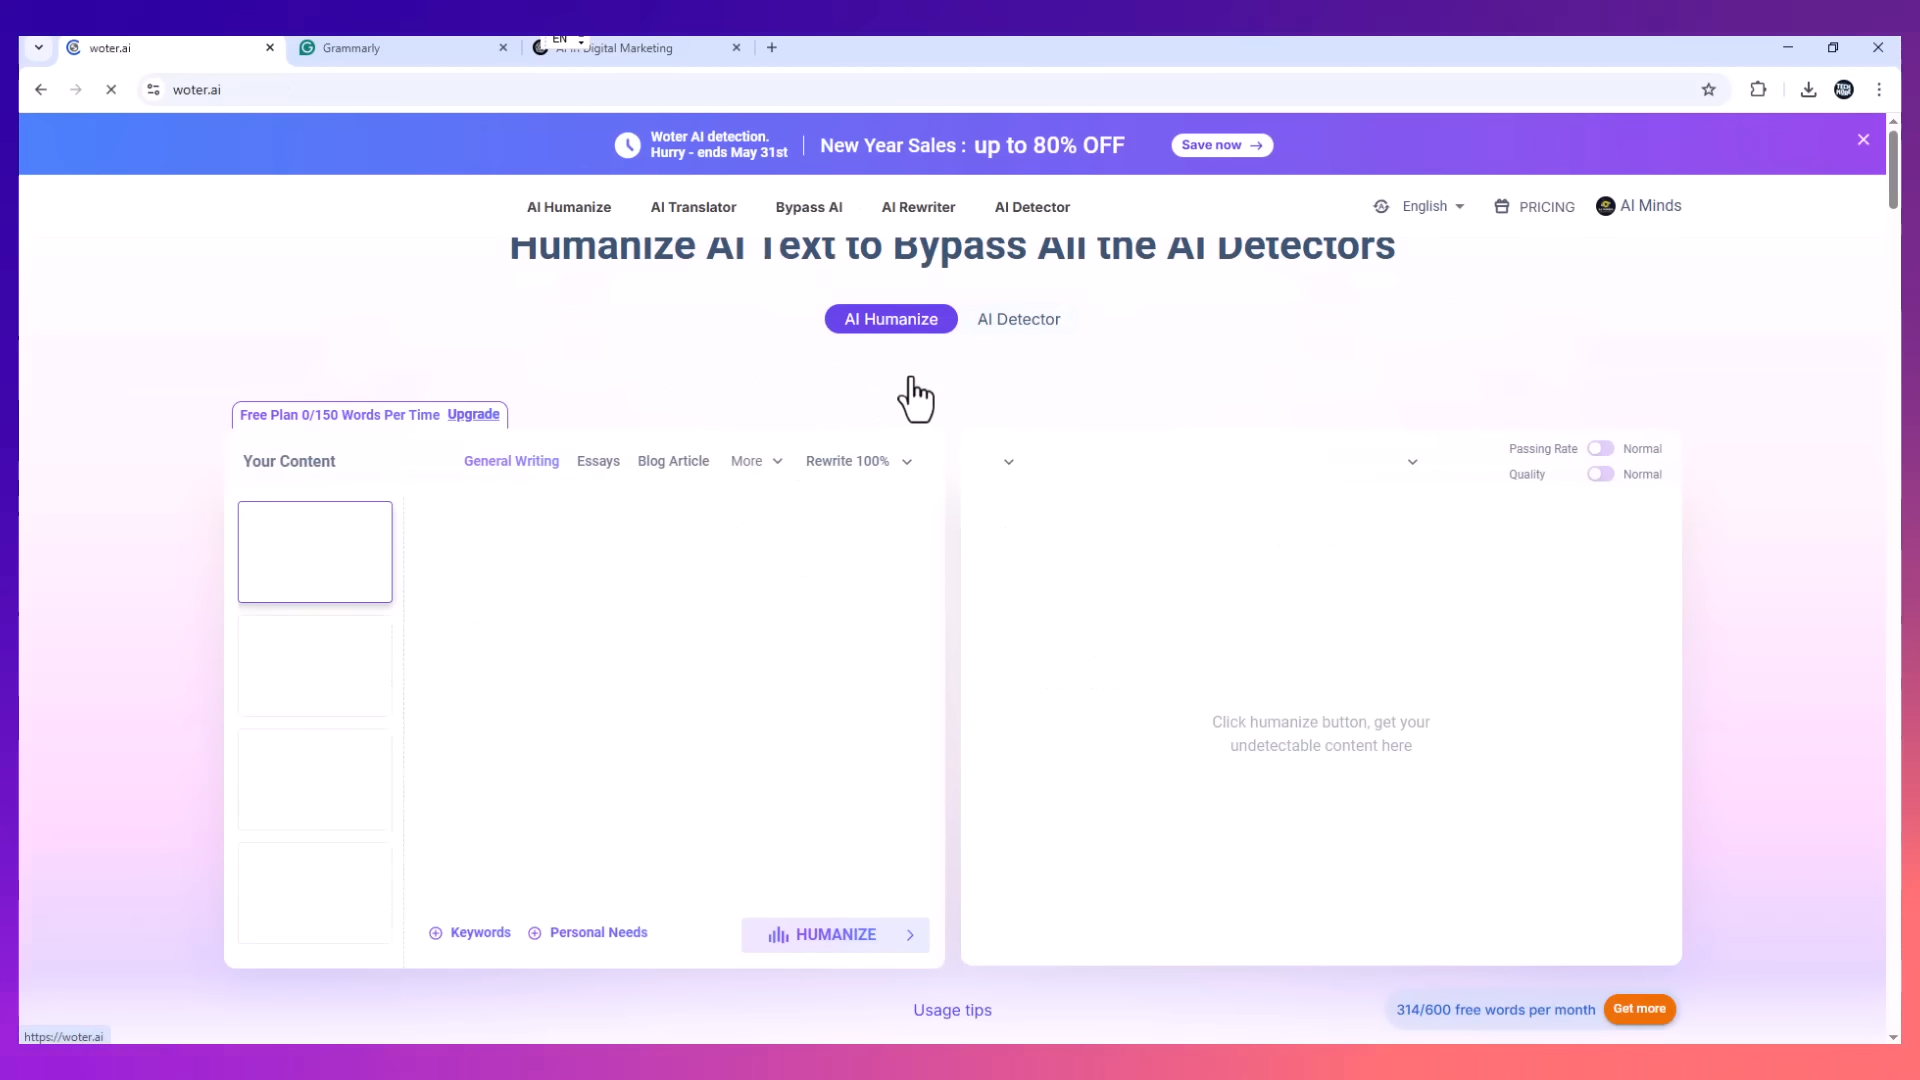 woter.ai
Grammarly
EN
AI in Digital Marketing
woter.ai
Woter AI detection.
Hurry - ends May 31st
New Year Sales : up to 80% OFF
Save now
AI Humanize
AI Translator
Bypass AI
AI Rewriter
AI Detector
English
PRICING
AI Minds
Humanize AI Text to Bypass All the AI Detectors
AI Humanize
AI Detector
Free Plan 0/150 Words Per Time Upgrade
Your Content
General Writing
Essays
Blog Article
More
Rewrite 100%
Passing Rate
Normal
Quality
Normal
Click humanize button, get your
undetectable content here
Keywords
Personal Needs
HUMANIZE
Usage tips
314/600 free words per month
Get more
https://woter.ai